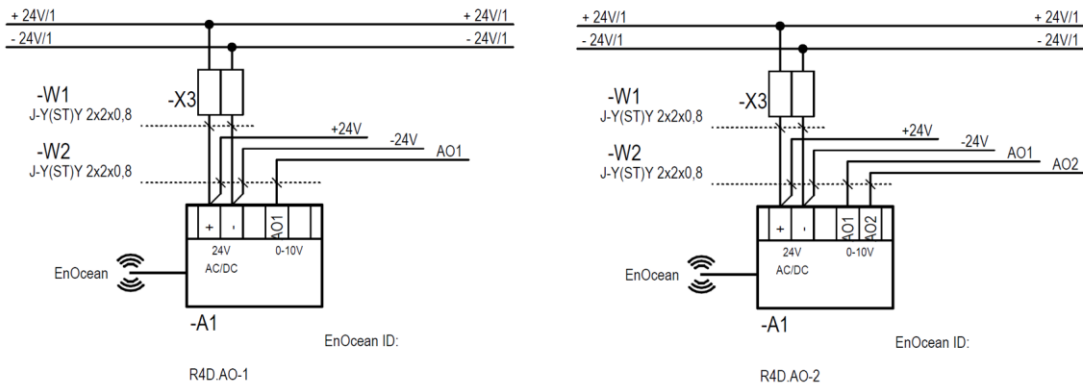 + 24V/1
+ 24V/1
- 24V/1
- 24V/1
-W1
-X3
J-Y(ST)Y 2x2x0,8
+24V
-W2
-24V
J-Y(ST)Y 2x2x0,8
AO1
+
-
AO1
24V
0-10V
AC/DC
EnOcean
-A1
EnOcean ID:
R4D.AO-1
+ 24V/1
+ 24V/1
- 24V/1
- 24V/1
-W1
-X3
J-Y(ST)Y 2x2x0,8
+24V
-W2
-24V
AO1
J-Y(ST)Y 2x2x0,8
AO2
+
-
AO1
AO2
24V
0-10V
AC/DC
EnOcean
-A1
EnOcean ID:
R4D.AO-2